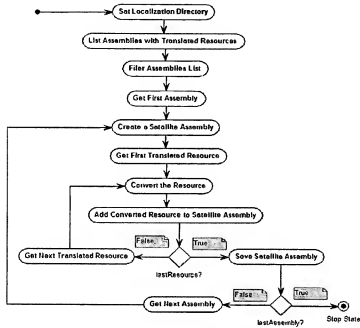 Set Localization Directory
List Assemblies with Translated Resources
Filer Assemblies List
Get First Assembly
Create a Satellite Assembly
Get First Translated Resource
Convert the Resource
Add Converted Resource to Satellite Assembly
False
True
Get Next Translated Resource
Save Satellite Assembly
lastResource?
False
True
Get Next Assembly
lastAssembly?
Stop State